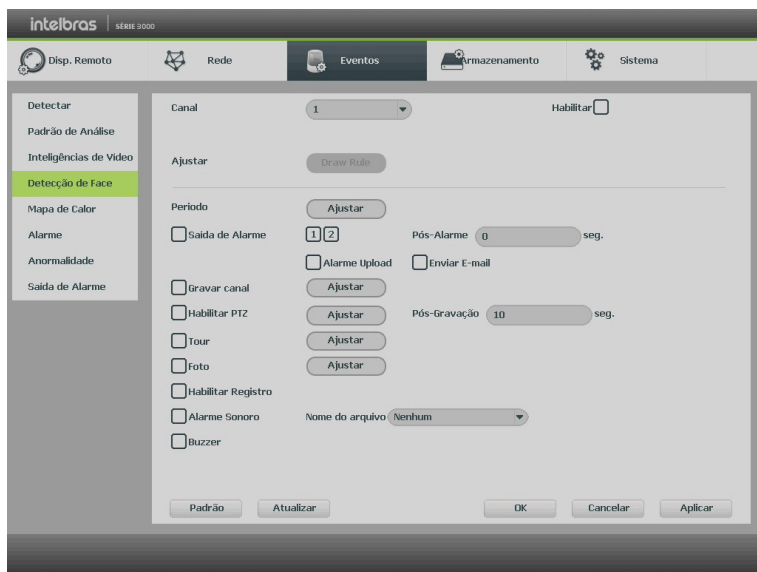 intelbras SÉRIE 3000
Disp. Remoto
Rede
Eventos
Armazenamento
Sistema
Detectar
Padrão de Análise
Inteligências de Vídeo
Detecção de Face
Mapa de Calor
Alarme
Anormalidade
Saída de Alarme
Canal 1 Habilitar
Ajustar Draw Rule
Periodo Ajustar
Saida de Alarme 1 2 Pós-Alarme 0 seg.
Alarme Upload Enviar E-mail
Gravar canal Ajustar
Habilitar PTZ Ajustar Pós-Gravação 10 seg.
Tour Ajustar
Foto Ajustar
Habilitar Registro
Alarme Sonoro Nome do arquivo Nenhum
Buzzer
Padrão Atualizar OK Cancelar Aplicar